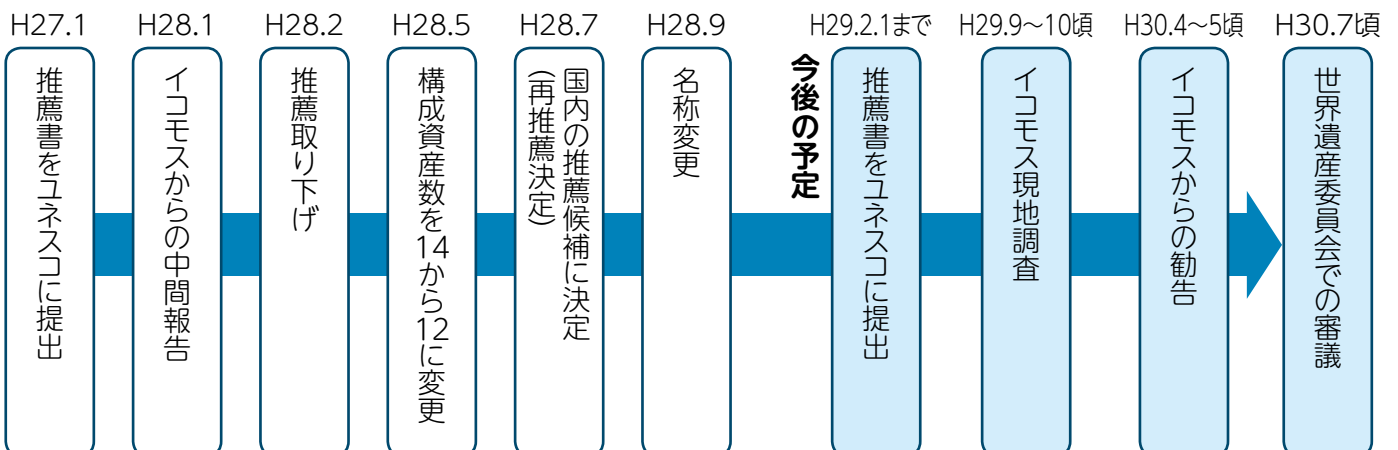 H27.1
推薦書をユネスコに提出
H28.1
イコモスからの中間報告
H28.2
推薦取り下げ
H28.5
構成資産数を14から12に変更
H28.7
国内の推薦候補に決定
(再推薦決定)
H28.9
名称変更
今後の予定
H29.2.1まで
推薦書をユネスコに提出
H29.9〜10頃
イコモス現地調査
H30.4〜5頃
イコモスからの勧告
H30.7頃
世界遺産委員会での審議